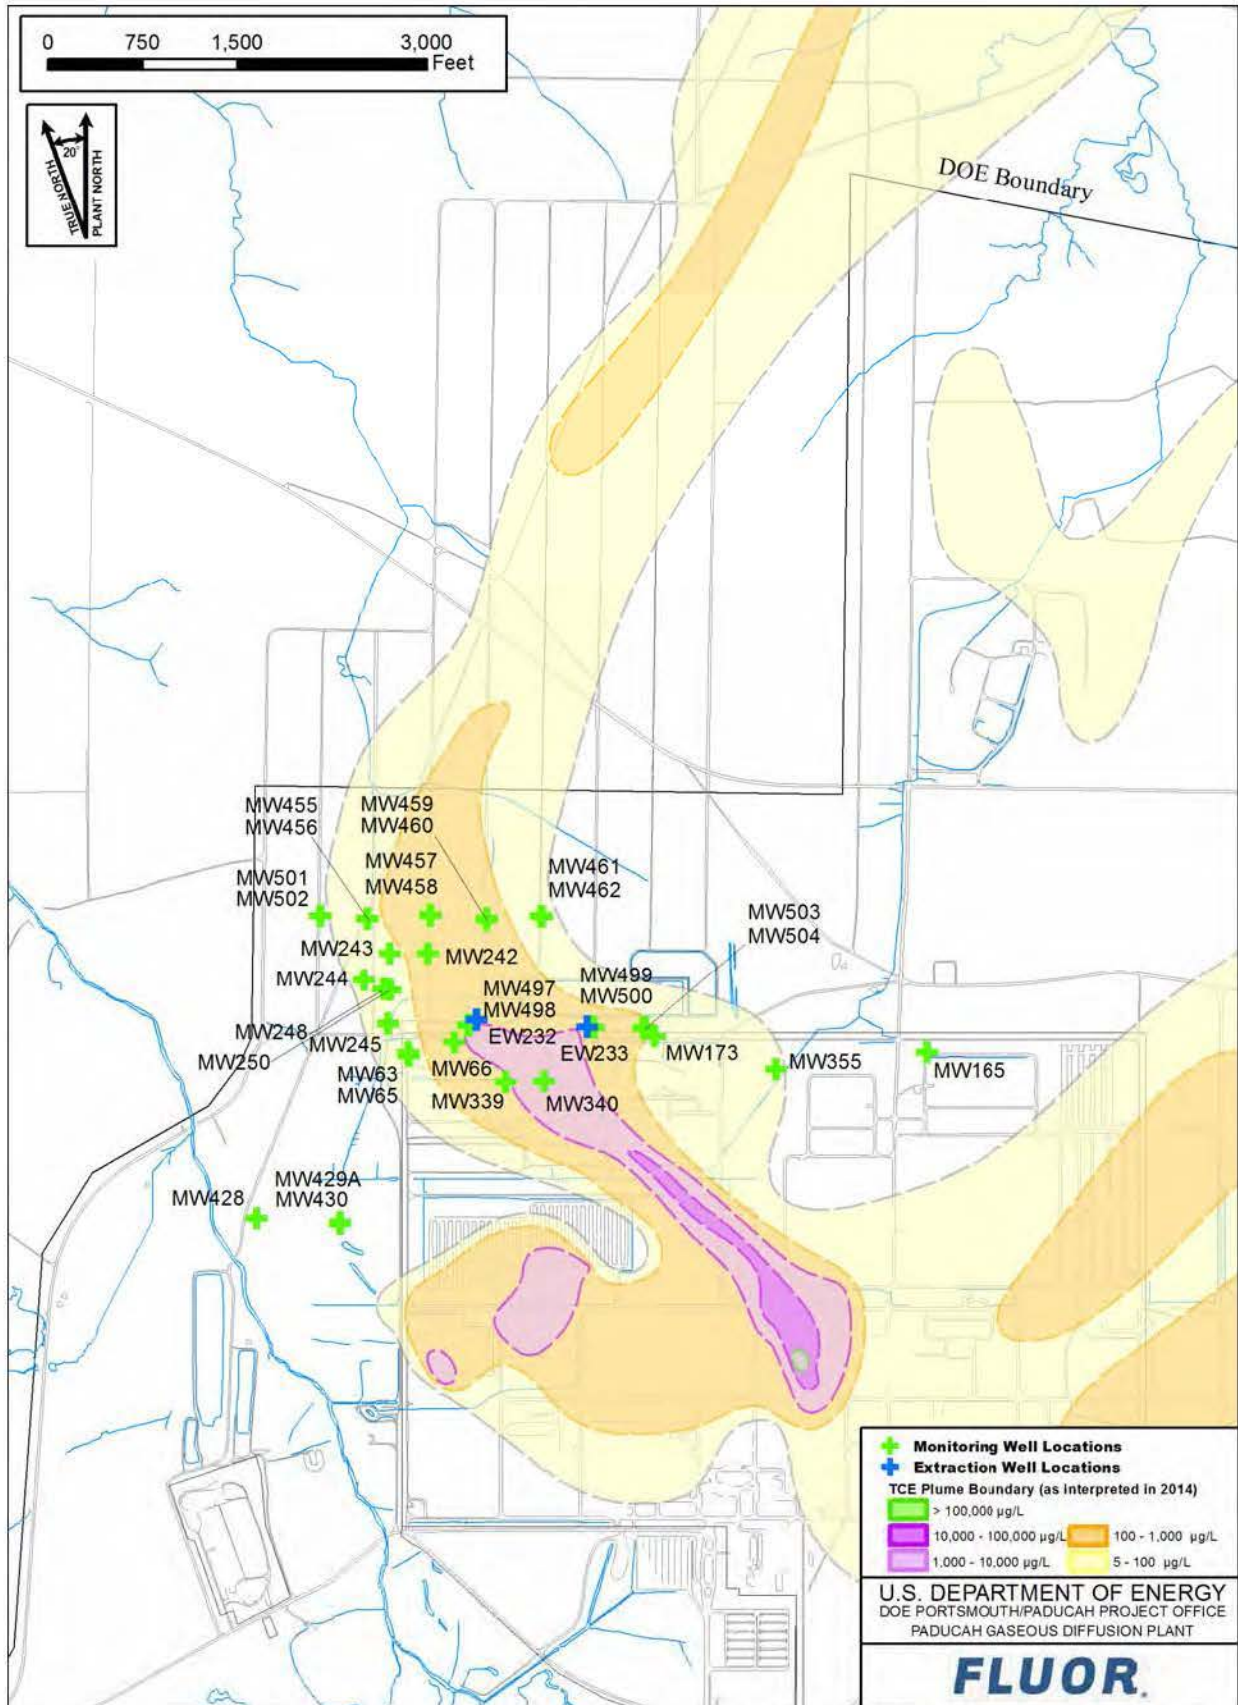 0 750 1,500 3,000
Feet
TRUE NORTH
20°
PLANT NORTH
DOE Boundary
MW455
MW456
MW459
MW460
MW457
MW458
MW461
MW462
MW501
MW502
MW503
MW504
MW243
MW242
MW244
MW497
MW498
MW499
MW500
MW248
MW250
MW245
EW232
EW233
MW173
MW63
MW65
MW66
MW339
MW340
MW355
MW165
MW428
MW429A
MW430
Monitoring Well Locations
Extraction Well Locations
TCE Plume Boundary (as interpreted in 2014)
> 100,000 µg/L
10,000 - 100,000 µg/L 100 - 1,000 µg/L
1,000 - 10,000 µg/L 5 - 100 µg/L
U.S. DEPARTMENT OF ENERGY
DOE PORTSMOUTH/PADUCAH PROJECT OFFICE
PADUCAH GASEOUS DIFFUSION PLANT
FLUOR.